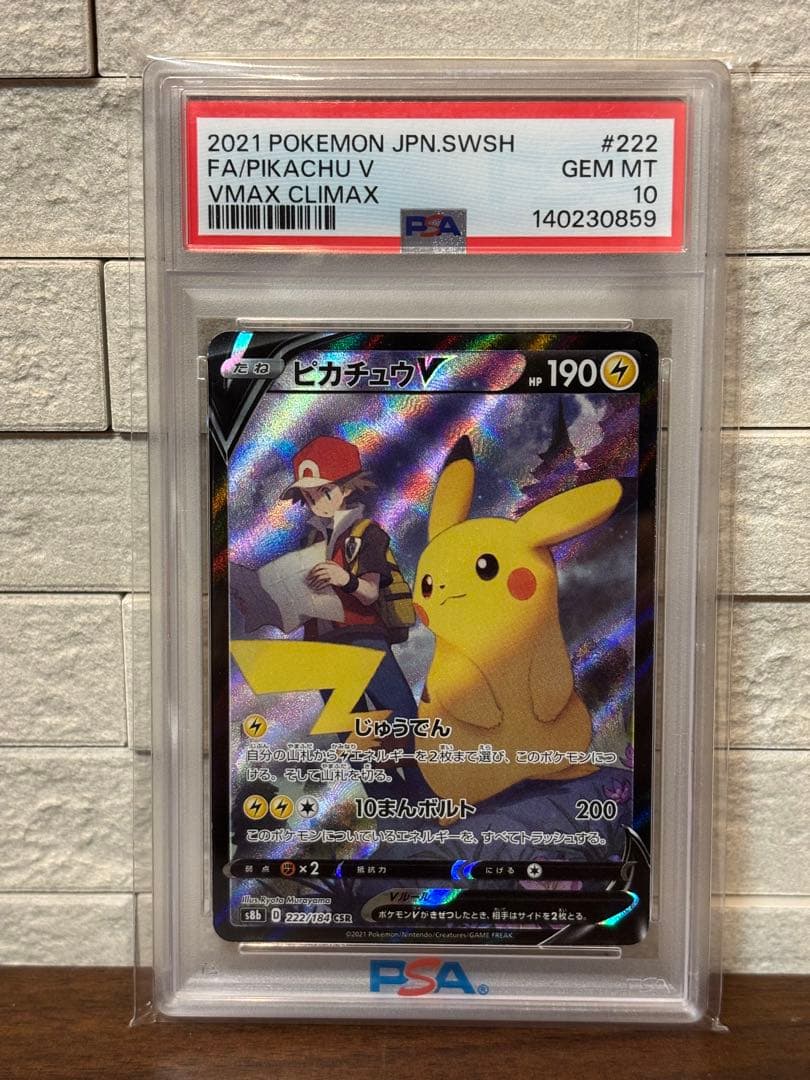 2021 POKEMON JPN.SWSH #222
FA/PIKACHU V GEM MT
VMAX CLIMAX 10
PSA 140230859
たね ピカチュウV HP 190
じゅうでん
自分の山札からエネルギーを2枚まで選び、このポケモンにつ
ける。そして山札を切る。
10まんボルト 200
このポケモンについているエネルギーを、すべてトラッシュする。
弱点 ×2 抵抗力 にげる
Illus.Ryota Murayama
Vルール
s8b D 222/184 CSR ポケモンVがきぜつしたとき、相手はサイドを2枚とる。
©2021 Pokémon/Nintendo/Creatures/GAME FREAK.
PSA® PSA